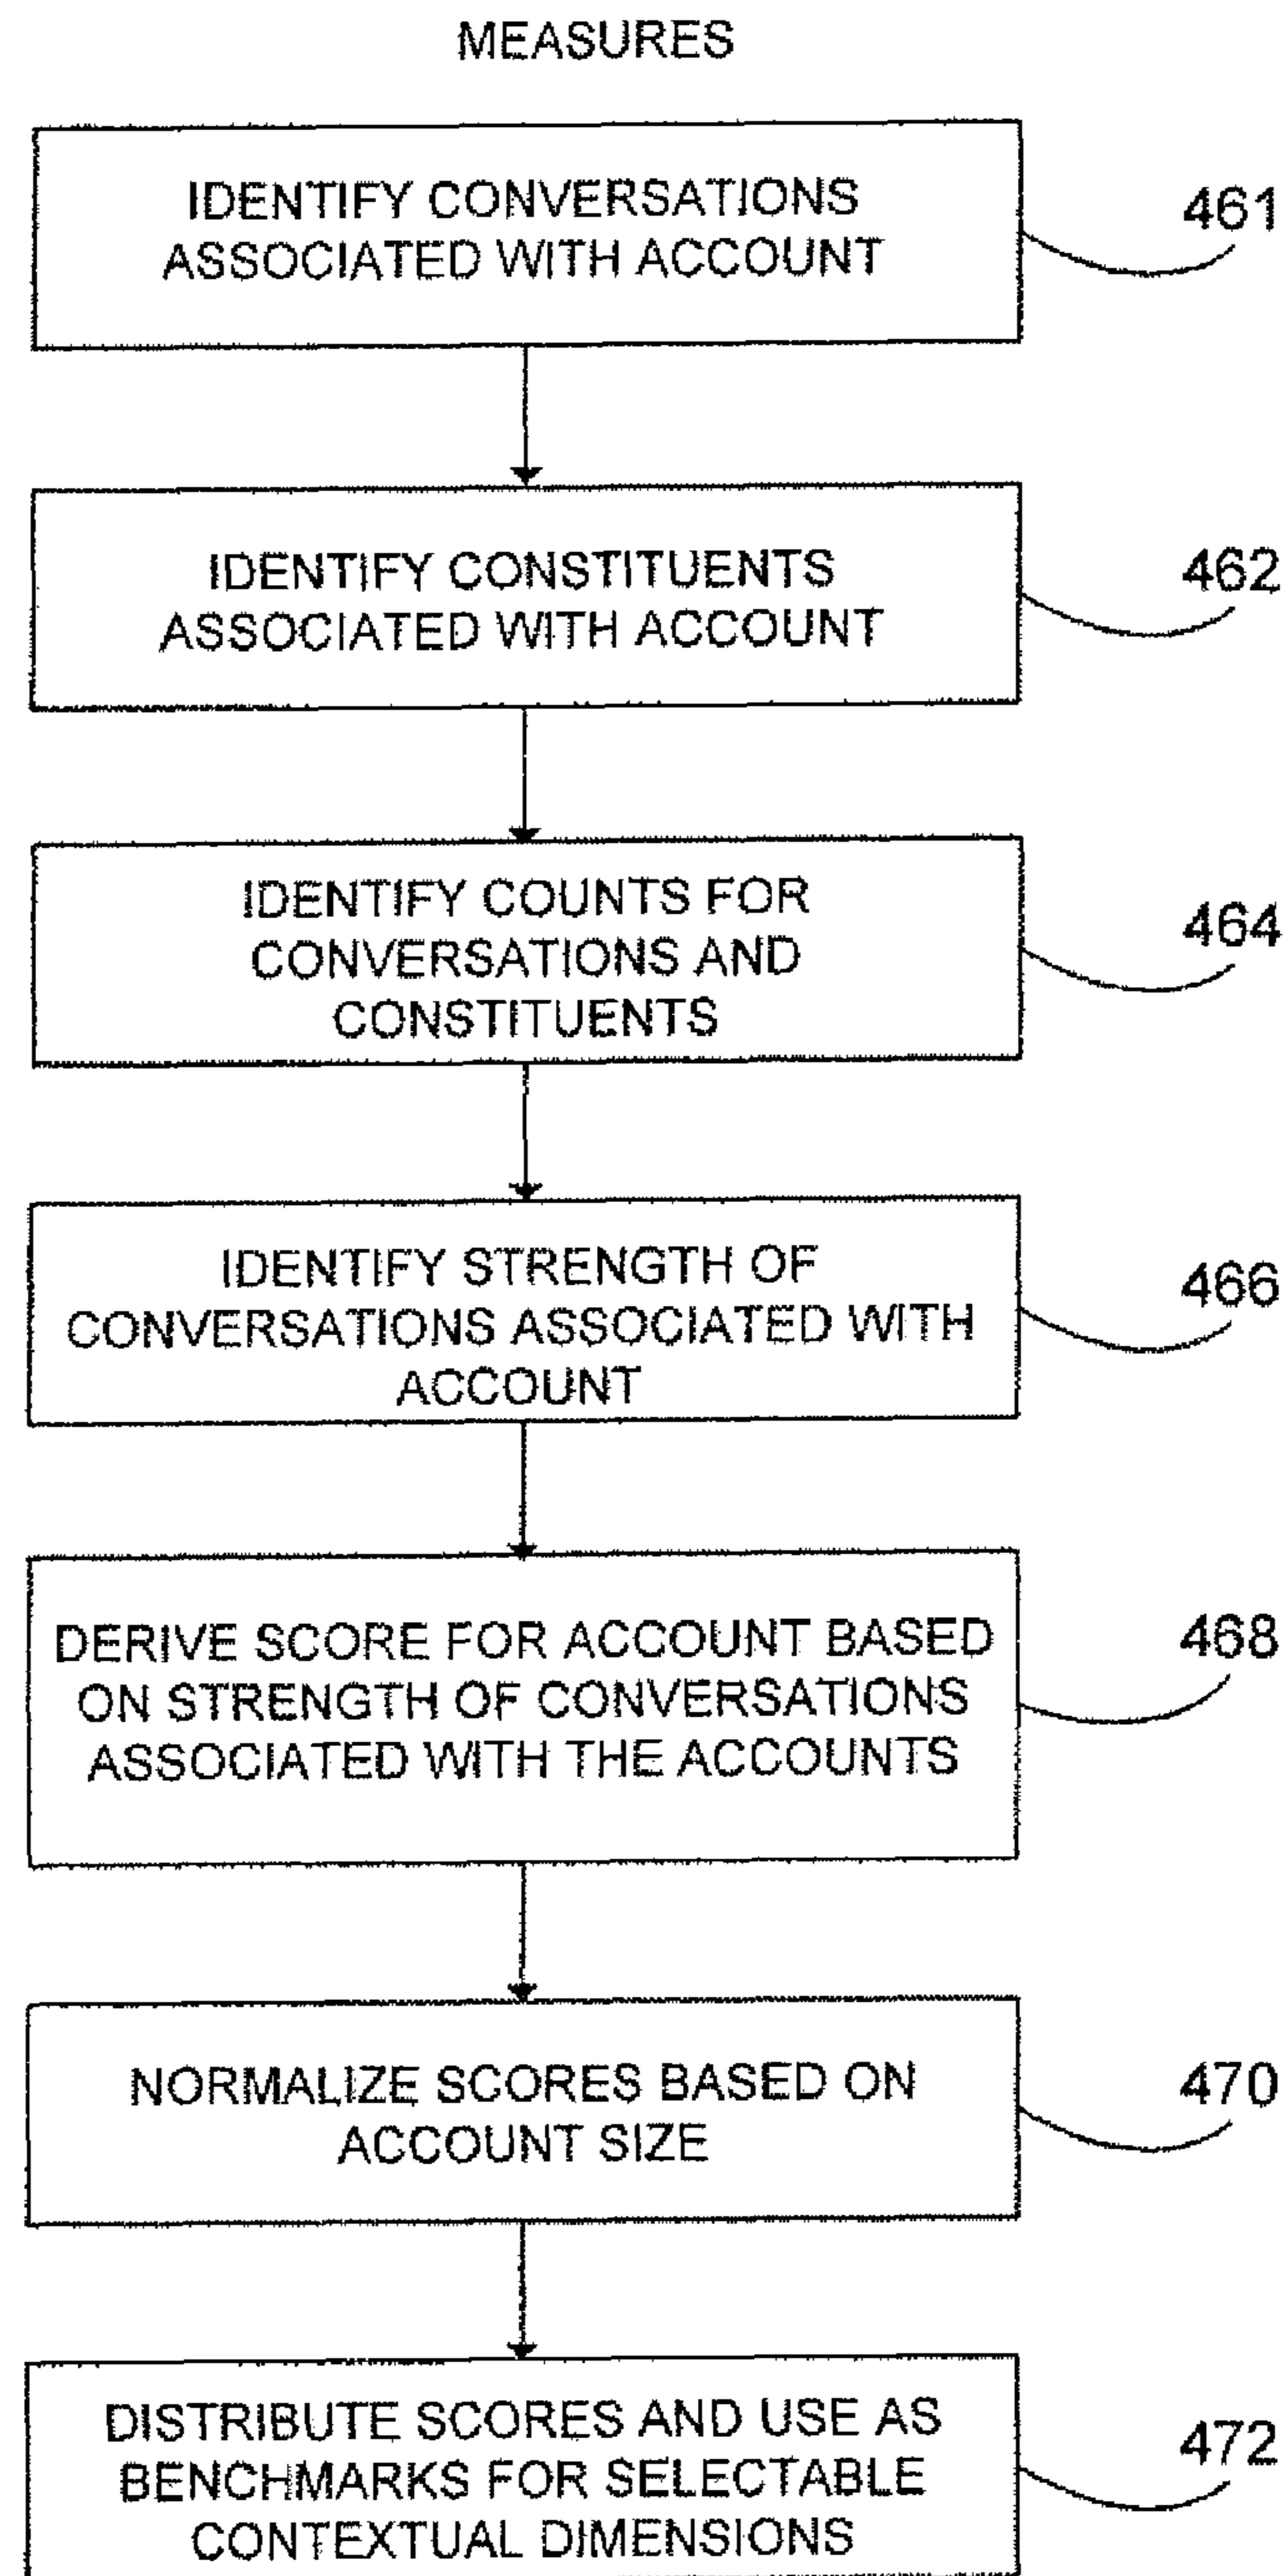 MEASURES
IDENTIFY CONVERSATIONS
ASSOCIATED WITH ACCOUNT
461
IDENTIFY CONSTITUENTS
ASSOCIATED WITH ACCOUNT
462
IDENTIFY COUNTS FOR
CONVERSATIONS AND
CONSTITUENTS
464
IDENTIFY STRENGTH OF
CONVERSATIONS ASSOCIATED WITH
ACCOUNT
466
DERIVE SCORE FOR ACCOUNT BASED
ON STRENGTH OF CONVERSATIONS
ASSOCIATED WITH THE ACCOUNTS
468
NORMALIZE SCORES BASED ON
ACCOUNT SIZE
470
DISTRIBUTE SCORES AND USE AS
BENCHMARKS FOR SELECTABLE
CONTEXTUAL DIMENSIONS
472